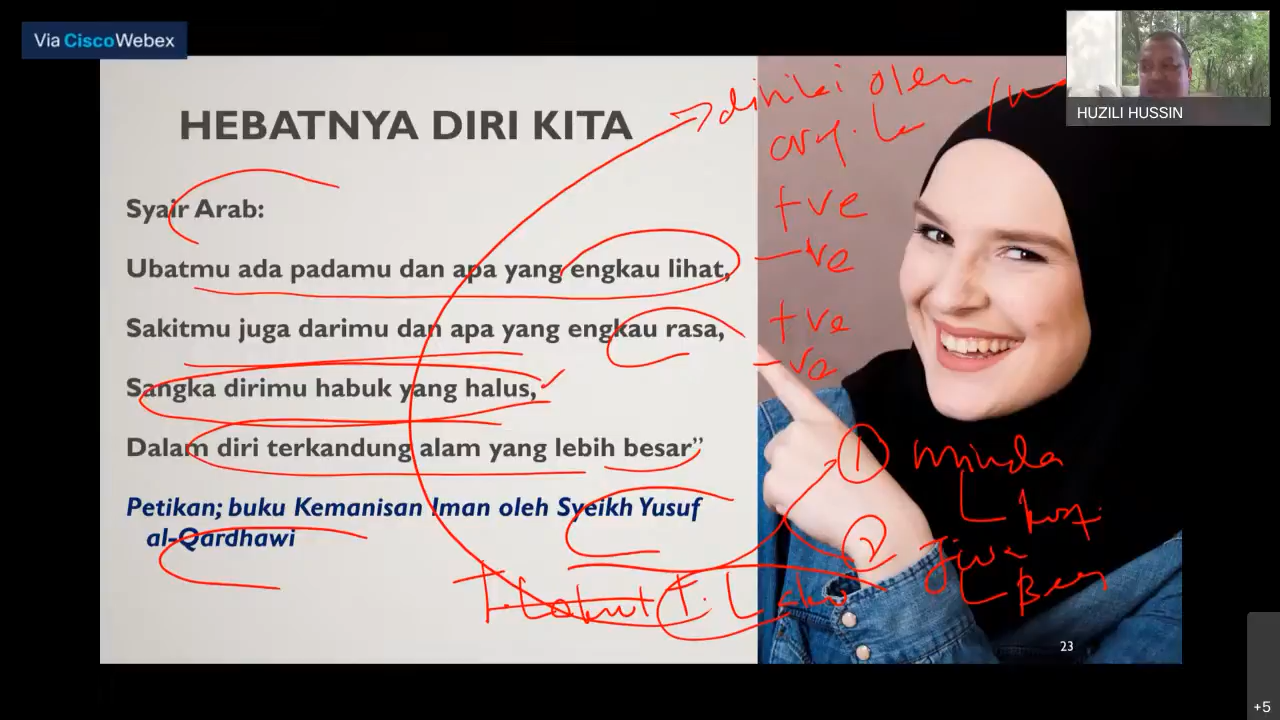 Via CiscoWebex
HUZILI HUSSIN
HEBATNYA DIRI KITA
Syair Arab:
Ubatmu ada padamu dan apa yang engkau lihat,
Sakitmu juga darimu dan apa yang engkau rasa,
Sangka dirimu habuk yang halus,
Dalam diri terkandung alam yang lebih besar”
Petikan; buku Kemanisan Iman oleh Syeikh Yusuf
al-Qardhawi
oleh
+ve
-ve
+ve
-ve
1 minda
2 Jiwa
T. Laku
23
+5